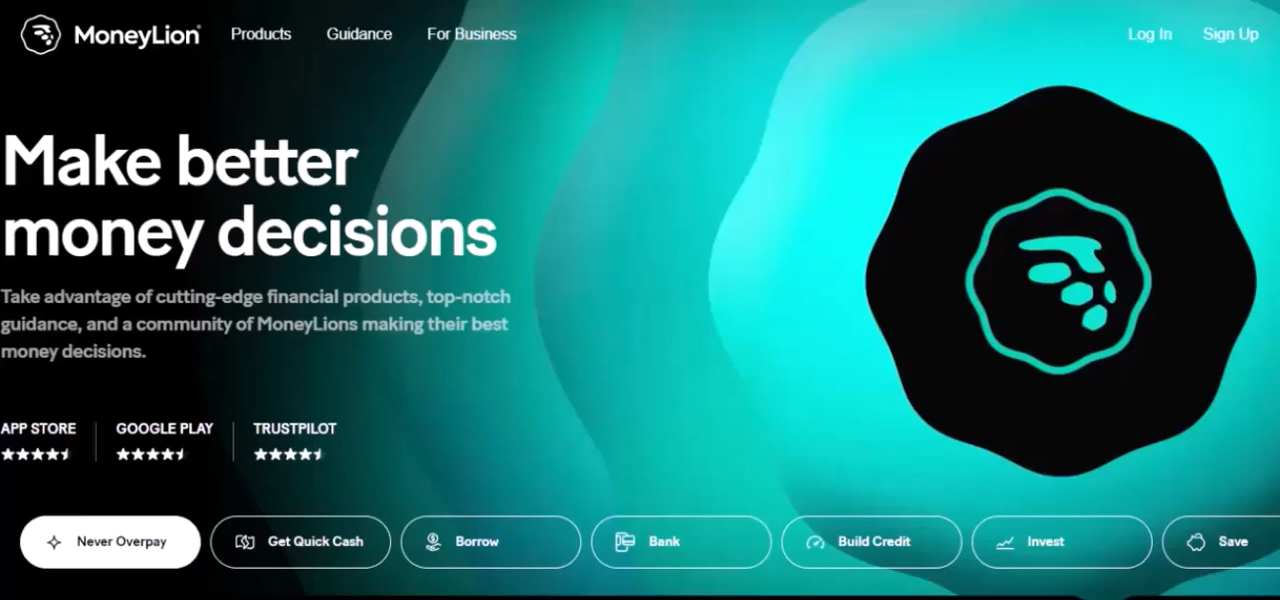 MoneyLion
Products
Guidance
For Business
Log In
Sign Up
Make better
money decisions
Take advantage of cutting-edge financial products, top-notch
guidance, and a community of MoneyLions making their best
money decisions.
APP STORE
GOOGLE PLAY
TRUSTPILOT
Never Overpay
Get Quick Cash
Borrow
Bank
Build Credit
Invest
Save